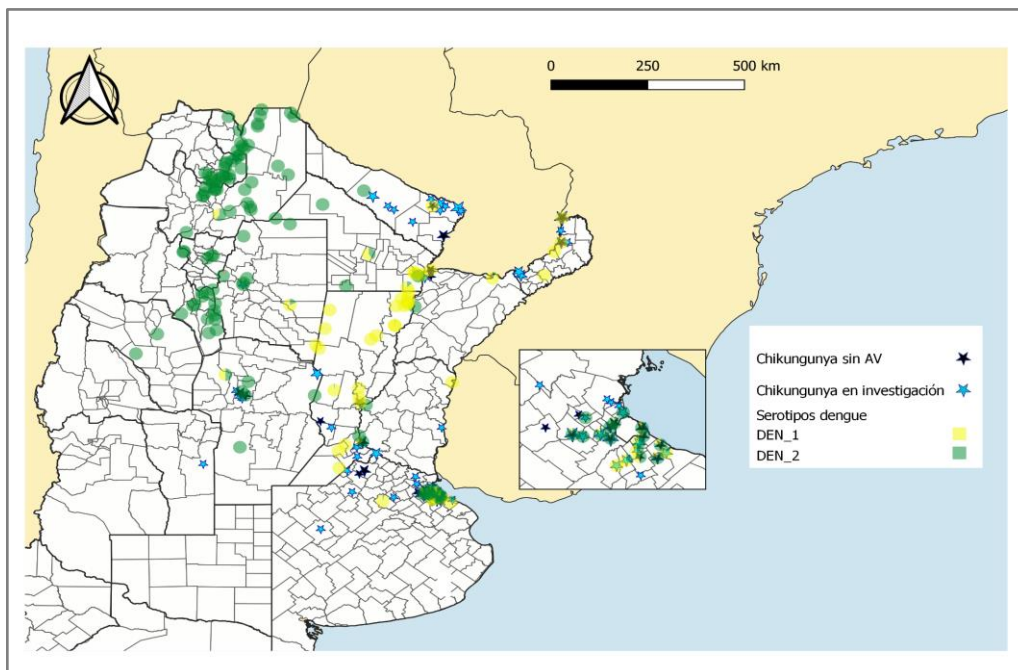 0 250 500 km
Chikungunya sin AV
Chikungunya en investigación
Serotipos dengue
DEN_1
DEN_2